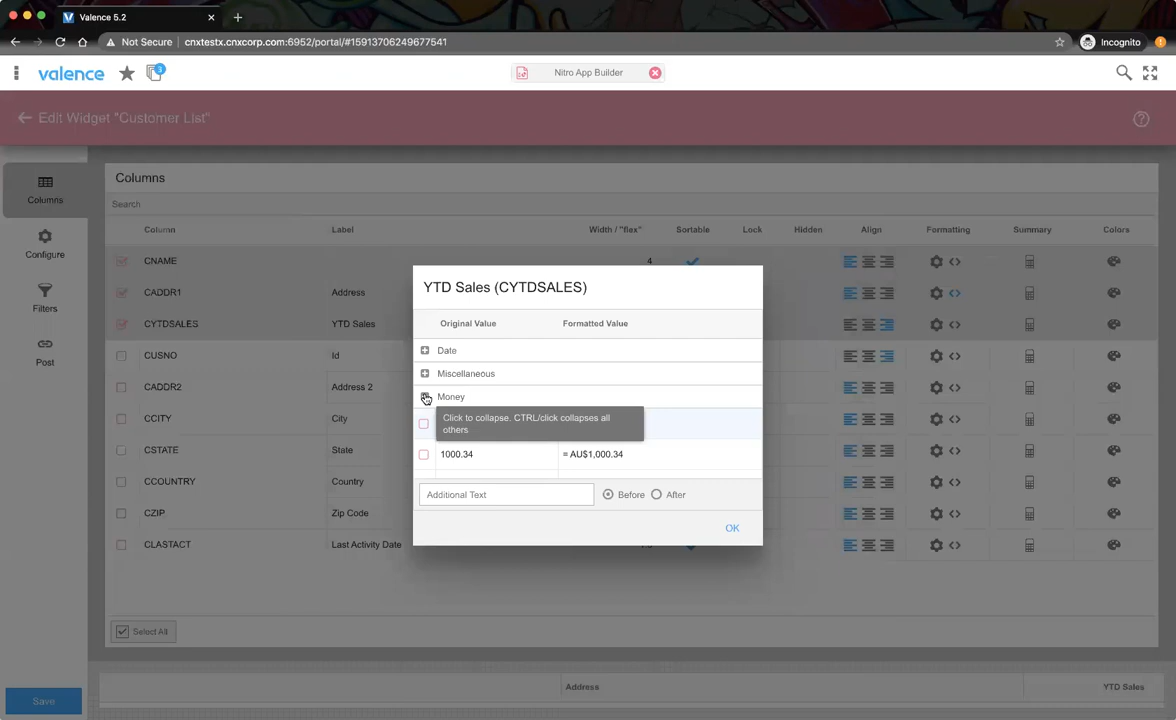 Valence 5.2
Not Secure cnxtestx.cnxcorp.com:6952/portal/#15913706249677541
Incognito
valence
3
Nitro App Builder
Edit Widget "Customer List"
Columns
Configure
Filters
Post
Save
Columns
Search
Column Label Width / "flex" Sortable Lock Hidden Align Formatting Summary Colors
CNAME 4
CADDR1 Address
CYTDSALES YTD Sales
CUSNO Id
CADDR2 Address 2
CCITY City
CSTATE State
CCOUNTRY Country
CZIP Zip Code
CLASTACT Last Activity Date
Select All
Address YTD Sales
YTD Sales (CYTDSALES)
Original Value Formatted Value
Date
Miscellaneous
Money
Click to collapse. CTRL/click collapses all
others
1000.34 = AU$1,000.34
Additional Text Before After
OK